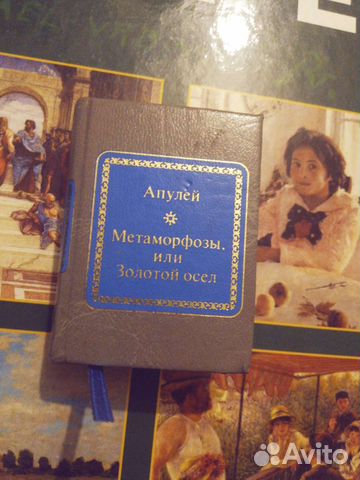 Апулей
Метаморфозы,
или
Золотой осел
Avito